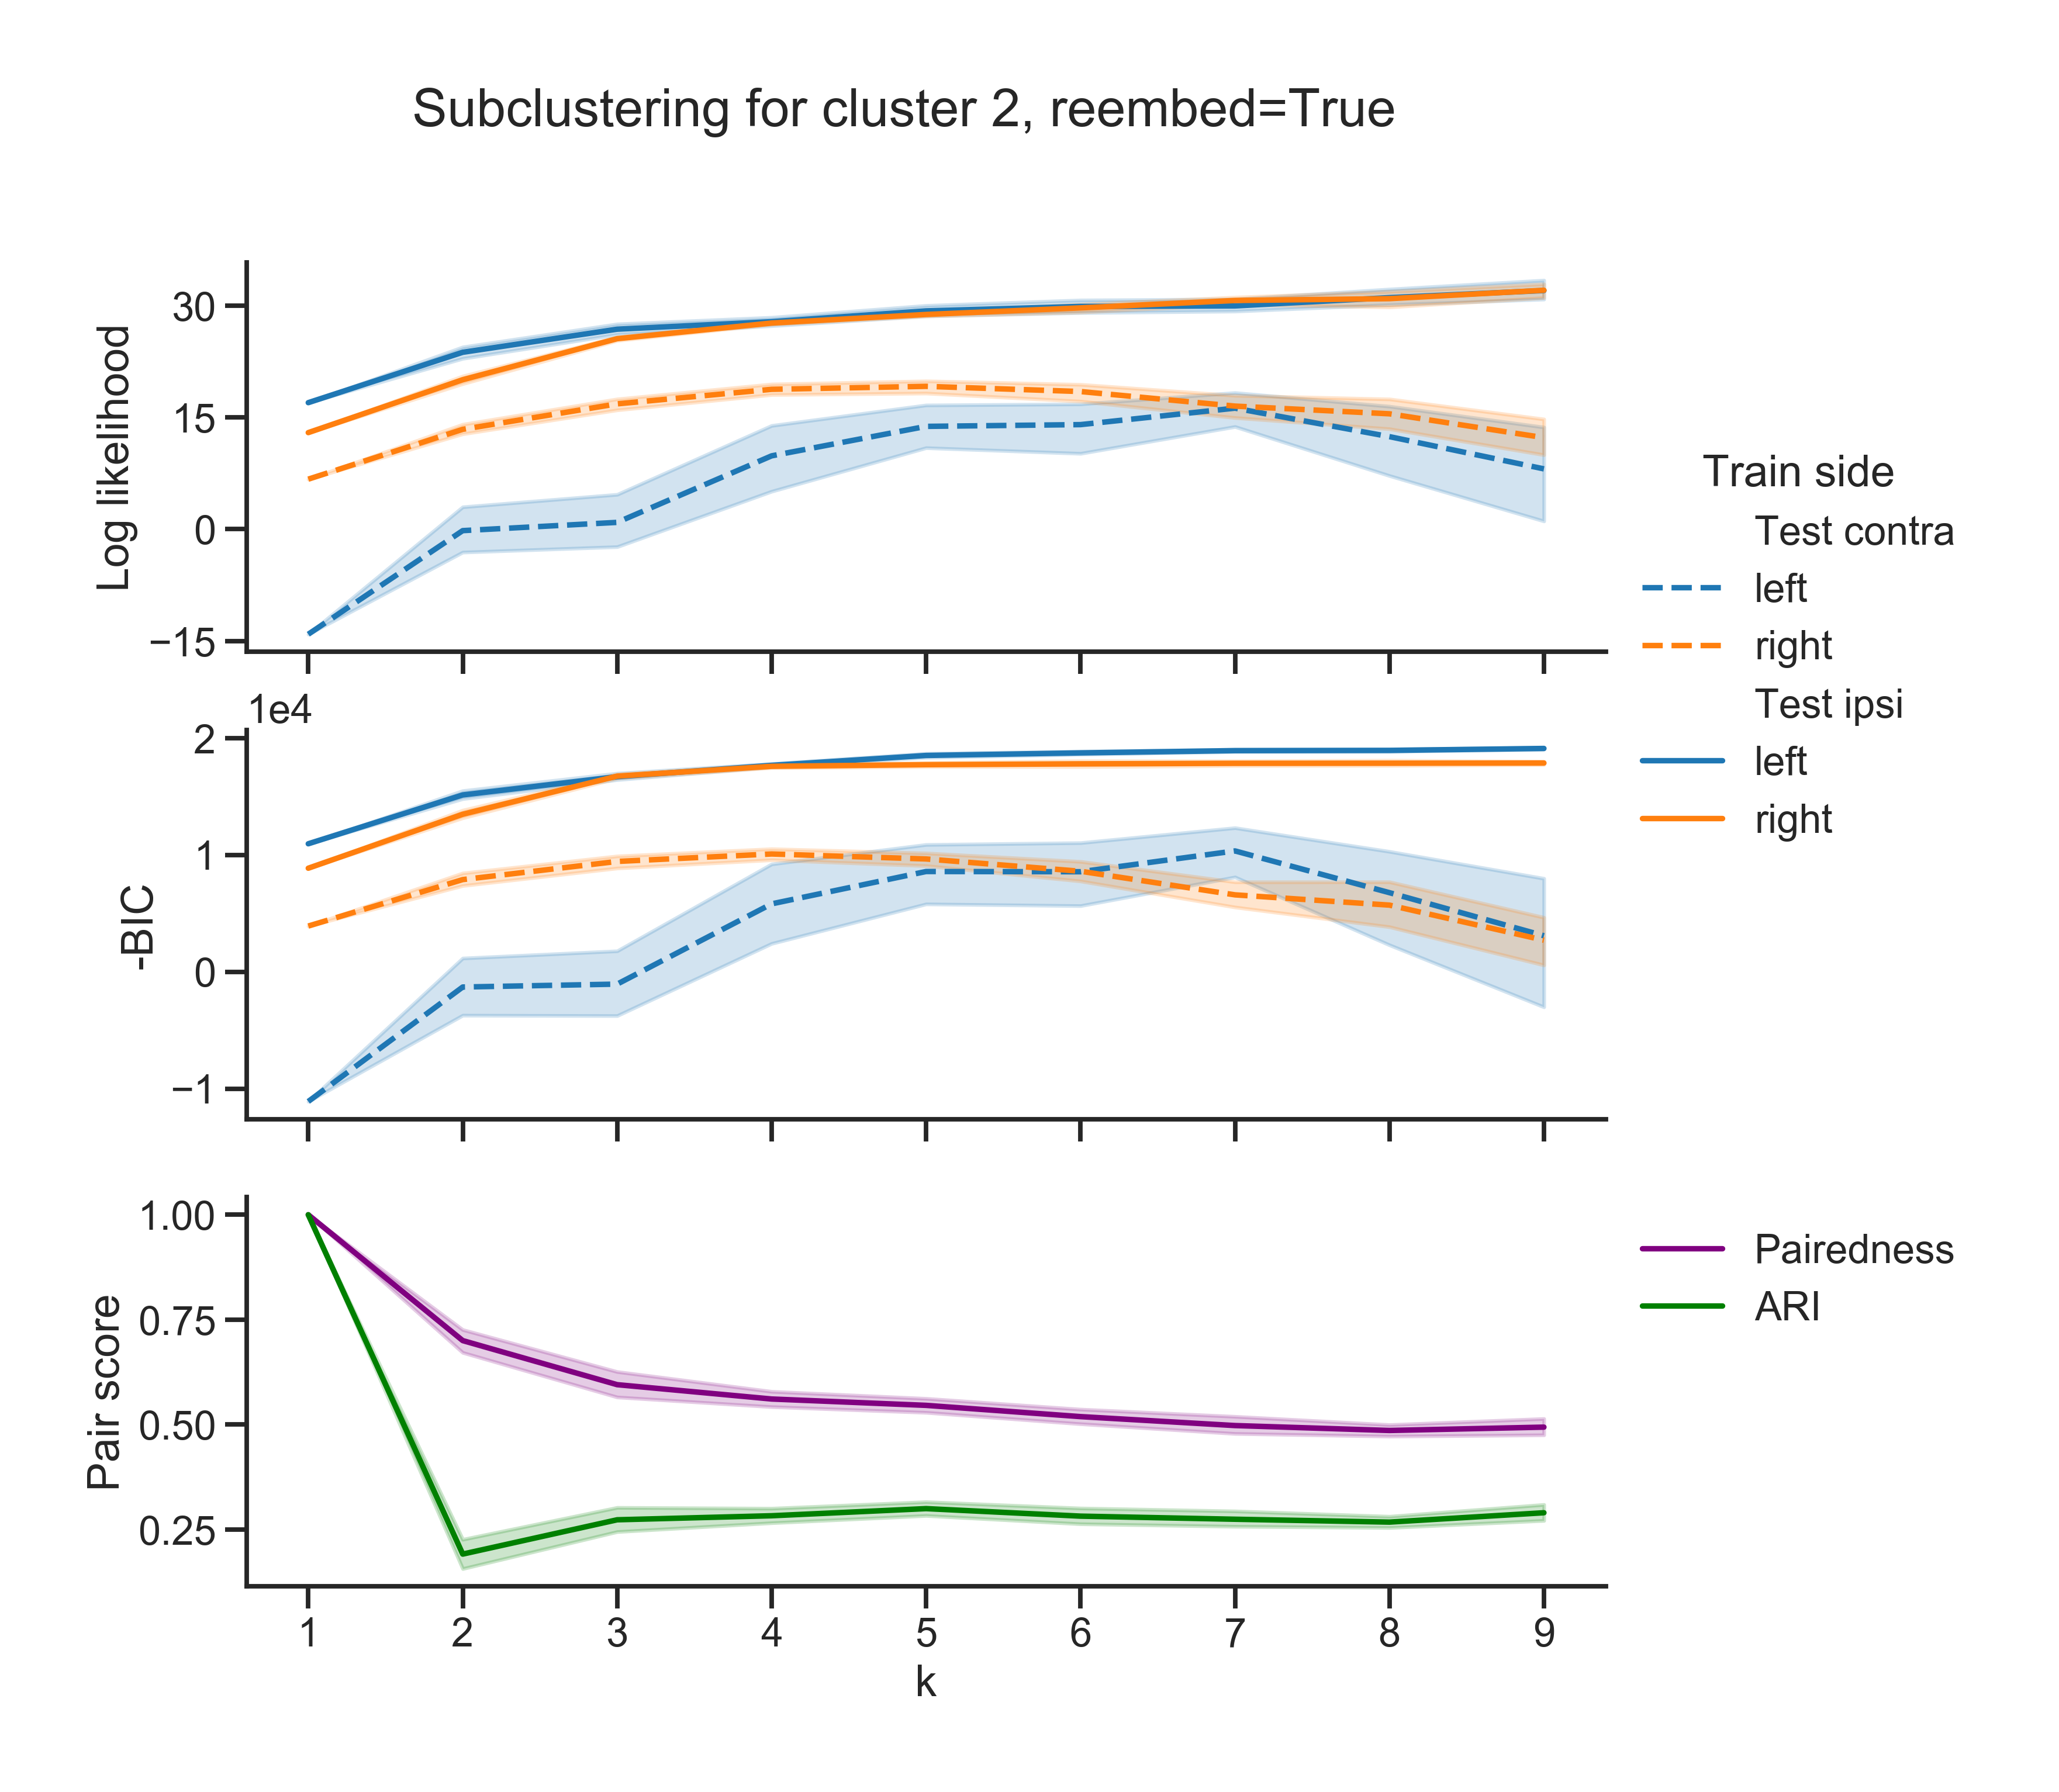 Subclustering for cluster 2, reembed=True
Log likelihood
30
15
0
−15
Train side
Test contra
left
right
Test ipsi
left
right
1e4
-BIC
2
1
0
−1
Pair score
1.00
0.75
0.50
0.25
Pairedness
ARI
1 2 3 4 5 6 7 8 9
k